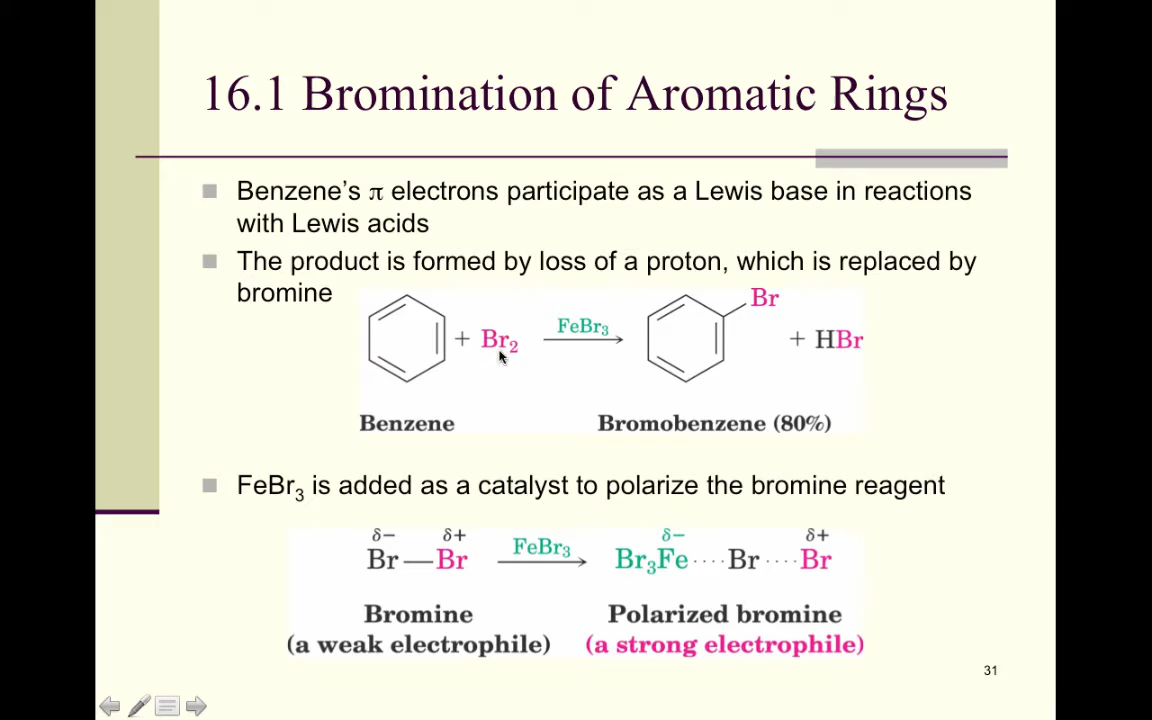 16.1 Bromination of Aromatic Rings
Benzene's π electrons participate as a Lewis base in reactions
with Lewis acids
The product is formed by loss of a proton, which is replaced by
bromine
Br
+ Br₂ FeBr₃ + HBr
Benzene Bromobenzene (80%)
FeBr₃ is added as a catalyst to polarize the bromine reagent
δ− δ+ δ− δ+
Br—Br FeBr₃ Br₃Fe····Br····Br
Bromine Polarized bromine
(a weak electrophile) (a strong electrophile)
31